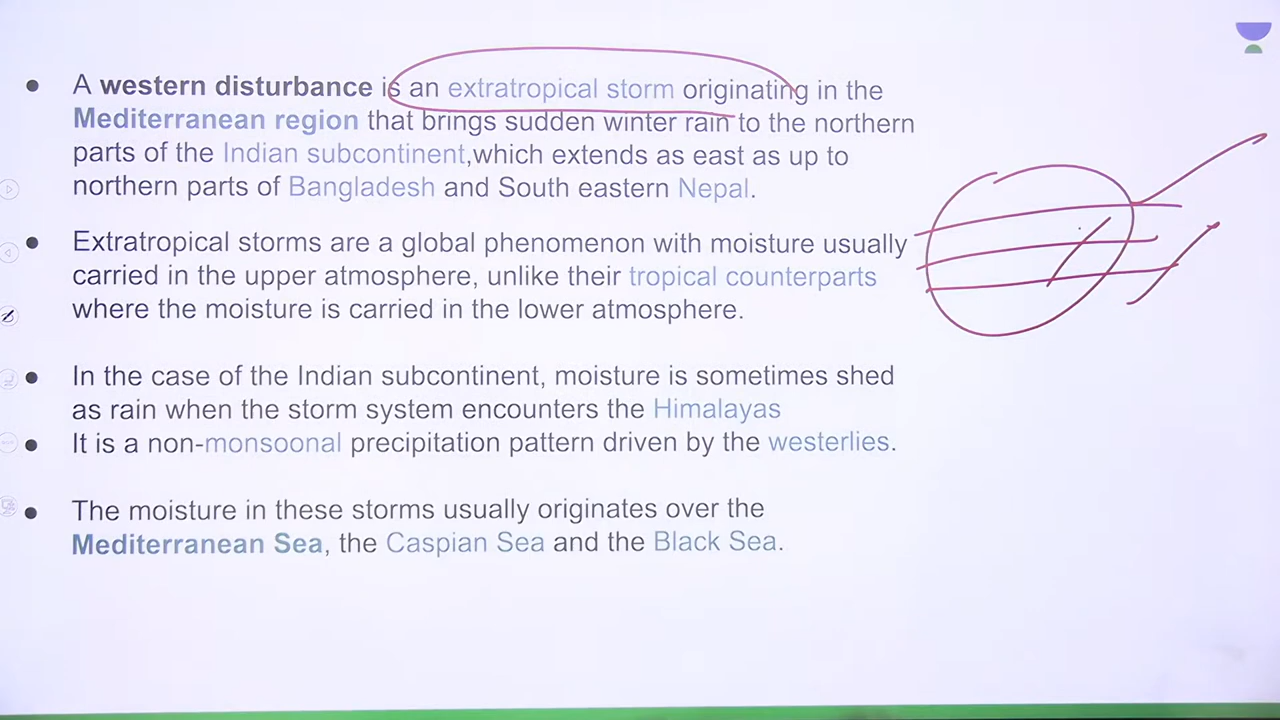 A western disturbance is an extratropical storm originating in the
Mediterranean region that brings sudden winter rain to the northern
parts of the Indian subcontinent,which extends as east as up to
northern parts of Bangladesh and South eastern Nepal.
Extratropical storms are a global phenomenon with moisture usually
carried in the upper atmosphere, unlike their tropical counterparts
where the moisture is carried in the lower atmosphere.
In the case of the Indian subcontinent, moisture is sometimes shed
as rain when the storm system encounters the Himalayas
It is a non-monsoonal precipitation pattern driven by the westerlies.
The moisture in these storms usually originates over the
Mediterranean Sea, the Caspian Sea and the Black Sea.